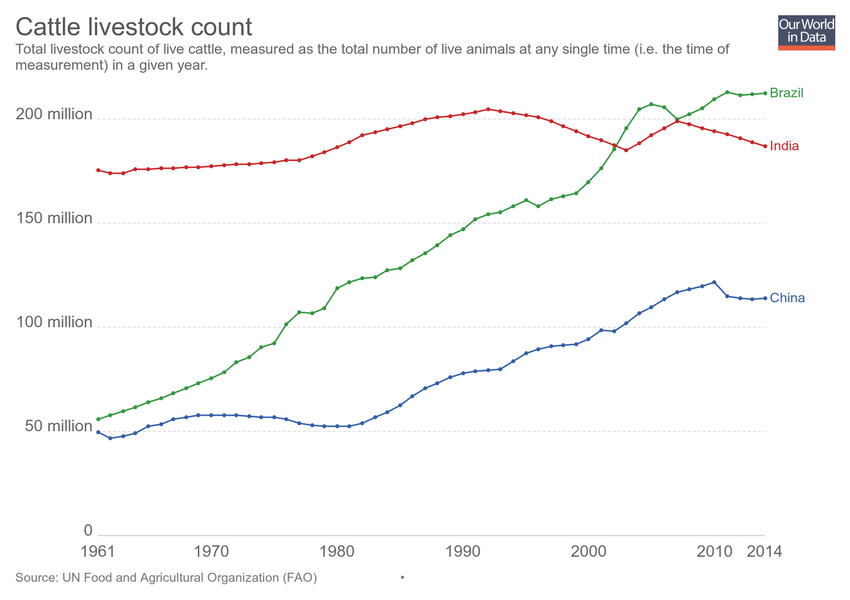 Cattle livestock count
Our World
in Data
Total livestock count of live cattle, measured as the total number of live animals at any single time (i.e. the time of
measurement) in a given year.
Brazil
200 million
India
150 million
China
100 million
50 million
0
1961 1970 1980 1990 2000 2010 2014
Source: UN Food and Agricultural Organization (FAO) •